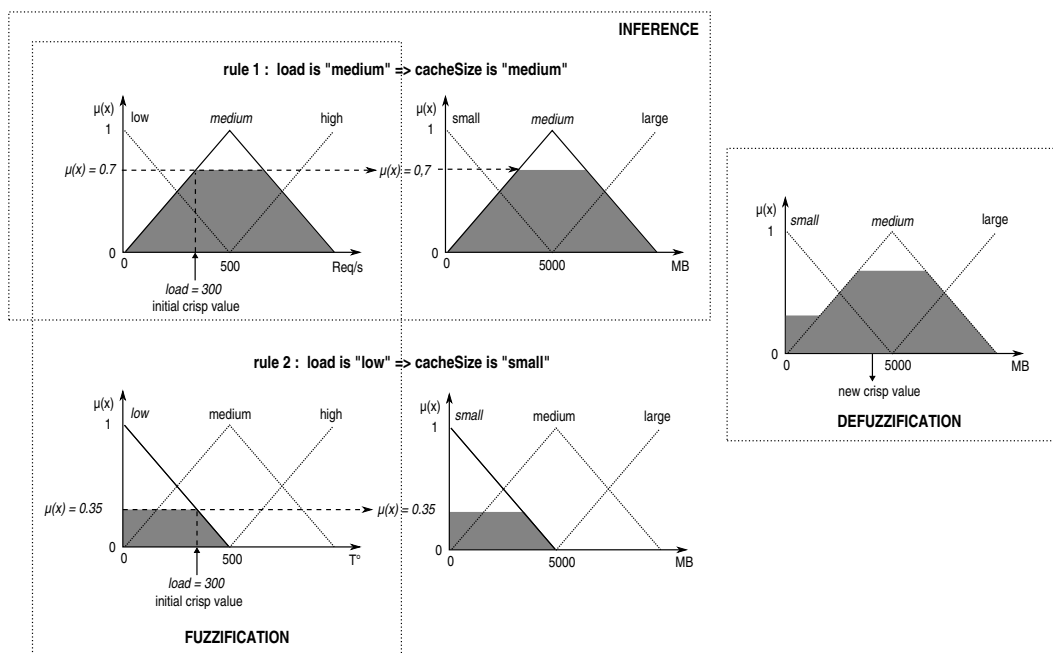 INFERENCE
rule 1 : load is "medium" => cacheSize is "medium"
µ(x)
low
medium
high
1
µ(x) = 0.7
0
0
500
Req/s
load = 300
initial crisp value
µ(x)
small
medium
large
1
µ(x) = 0,7
0
0
5000
MB
rule 2 : load is "low" => cacheSize is "small"
µ(x)
low
medium
high
1
µ(x) = 0.35
0
0
500
T°
load = 300
initial crisp value
FUZZIFICATION
µ(x)
small
medium
large
1
µ(x) = 0.35
0
0
5000
MB
µ(x)
small
medium
large
1
0
0
5000
MB
new crisp value
DEFUZZIFICATION